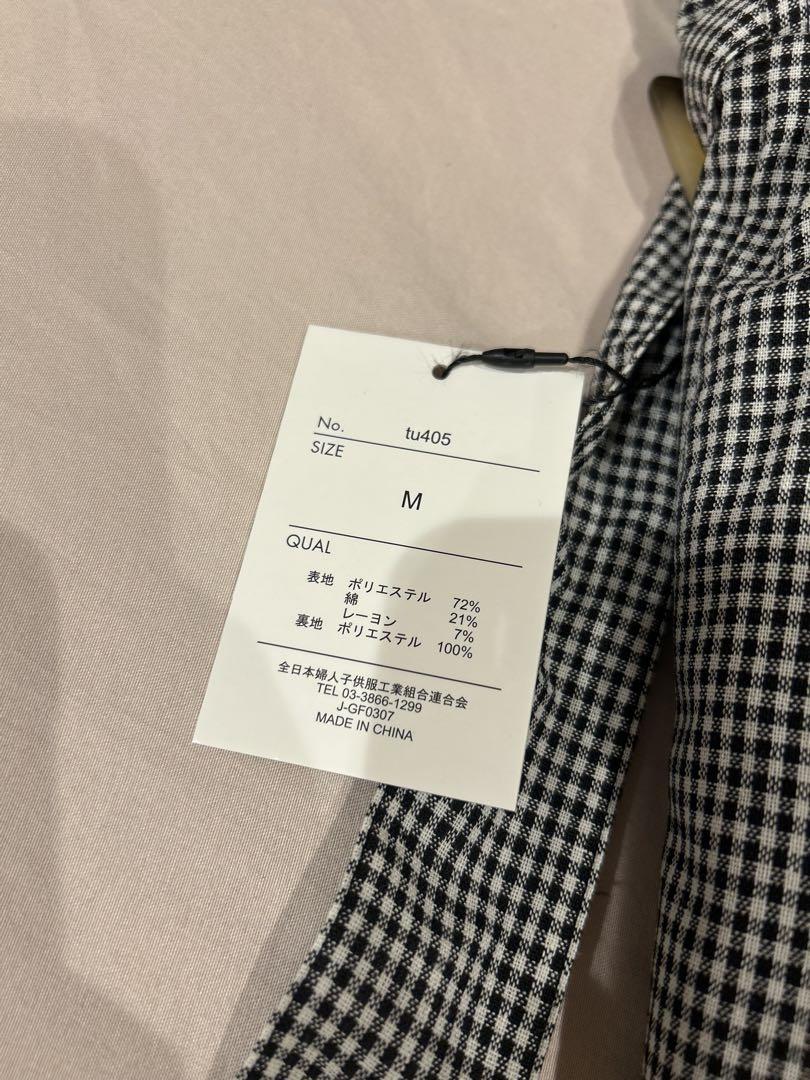 No. tu405
SIZE
M
QUAL
表地 ポリエステル 72%
綿 21%
レーヨン 7%
裏地 ポリエステル 100%
全日本婦人子供服工業組合連合会
TEL 03-3866-1299
J-GF0307
MADE IN CHINA